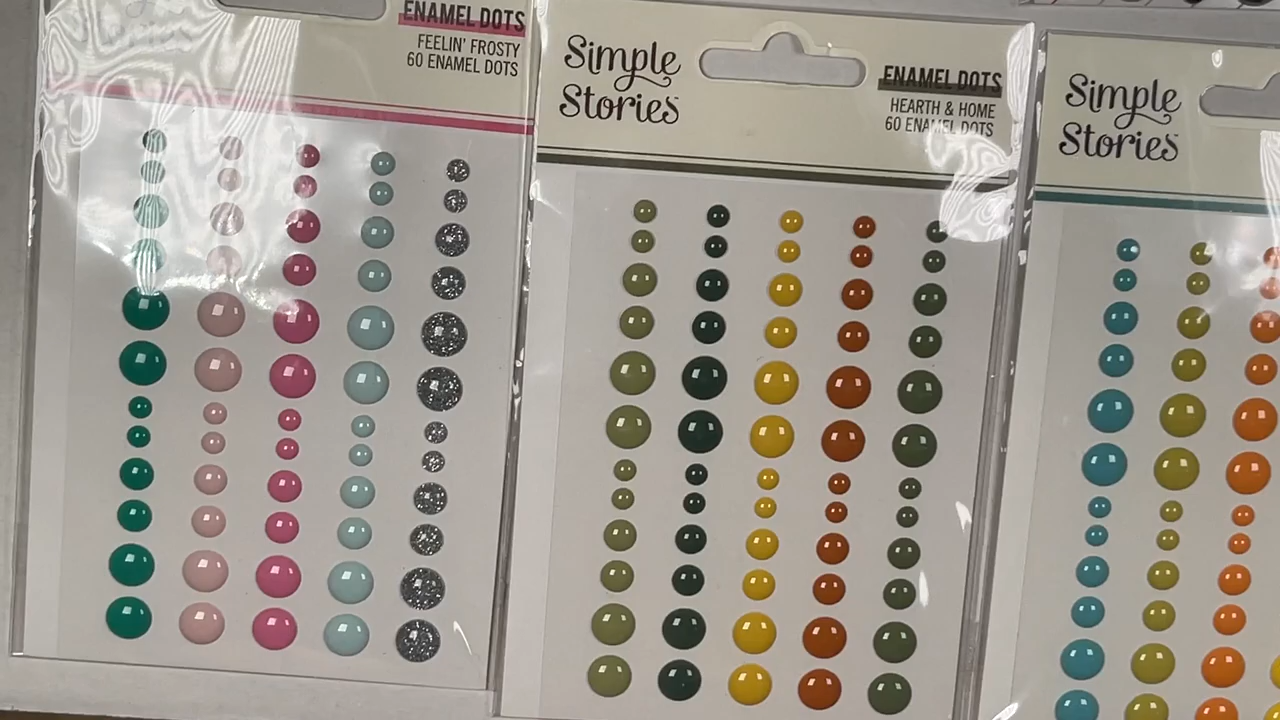 ENAMEL DOTS
FEELIN' FROSTY
60 ENAMEL DOTS
Simple
Stories
ENAMEL DOTS
HEARTH & HOME
60 ENAMEL DOTS
Simple
Stories